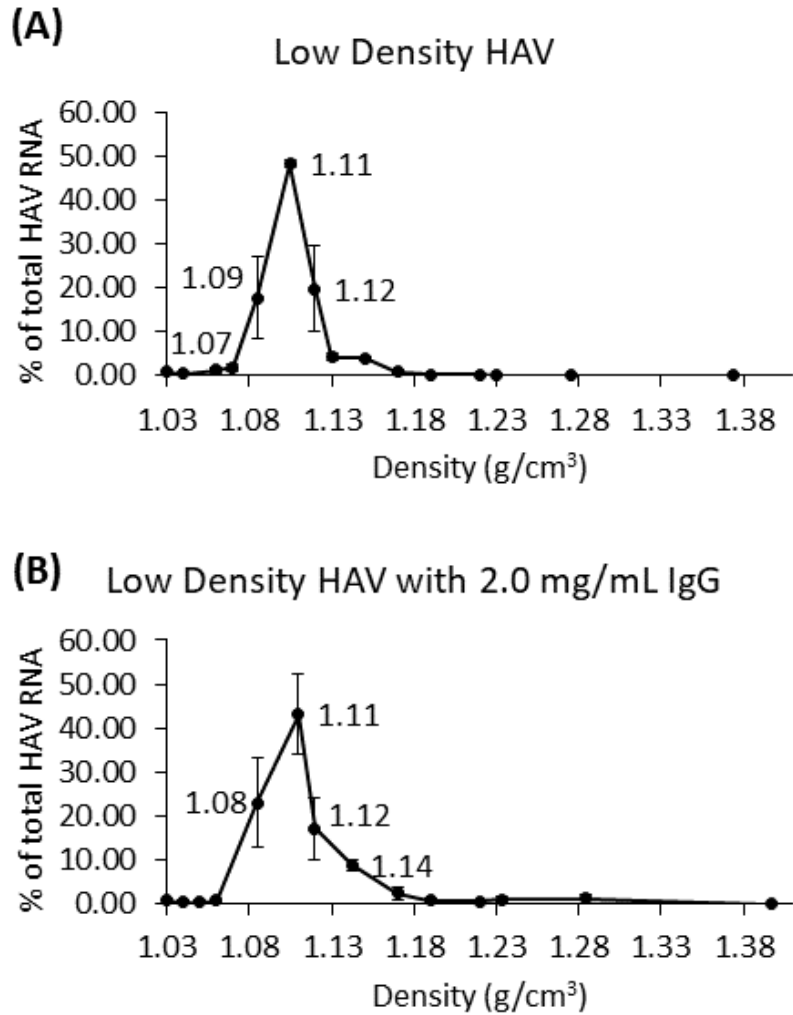 (A)
Low Density HAV
% of total HAV RNA
60.00
50.00
40.00
30.00
20.00
10.00
0.00
1.11
1.09
1.12
1.07
1.03 1.08 1.13 1.18 1.23 1.28 1.33 1.38
Density (g/cm³)
(B)
Low Density HAV with 2.0 mg/mL IgG
% of total HAV RNA
60.00
50.00
40.00
30.00
20.00
10.00
0.00
1.11
1.08
1.12
1.14
1.03 1.08 1.13 1.18 1.23 1.28 1.33 1.38
Density (g/cm³)